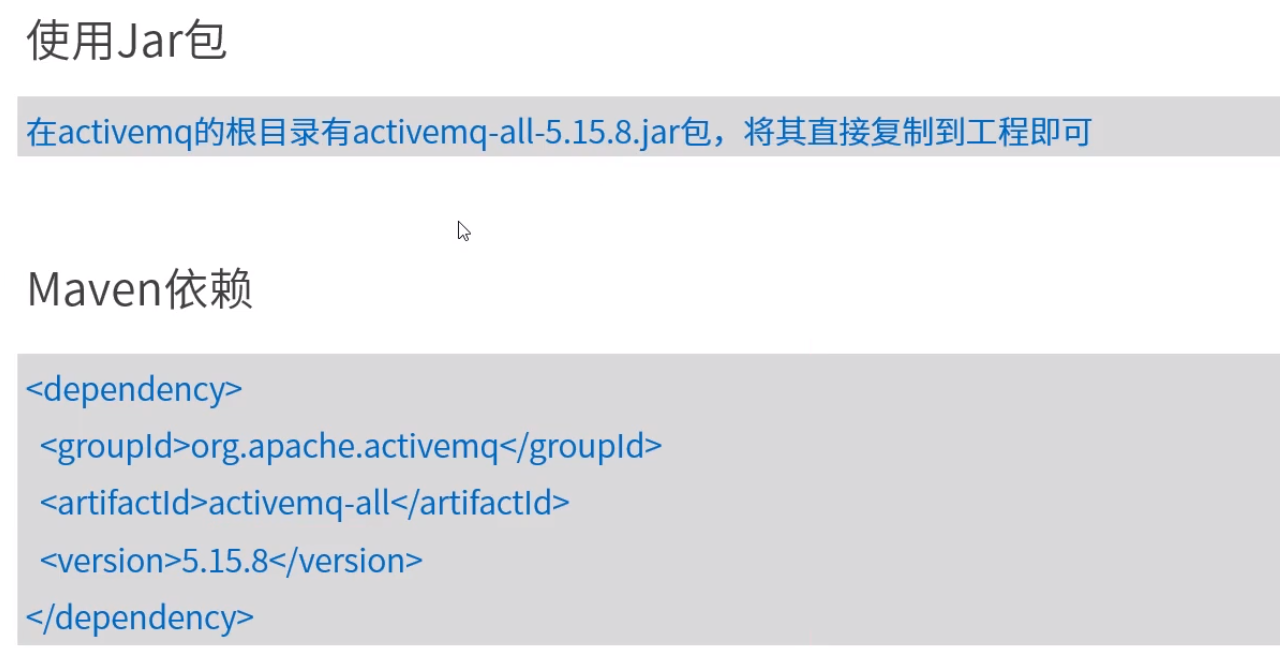 使用Jar包
在activemq的根目录有activemq-all-5.15.8.jar包，将其直接复制到工程即可
Maven依赖
<dependency>
<groupId>org.apache.activemq</groupId>
<artifactId>activemq-all</artifactId>
<version>5.15.8</version>
</dependency>